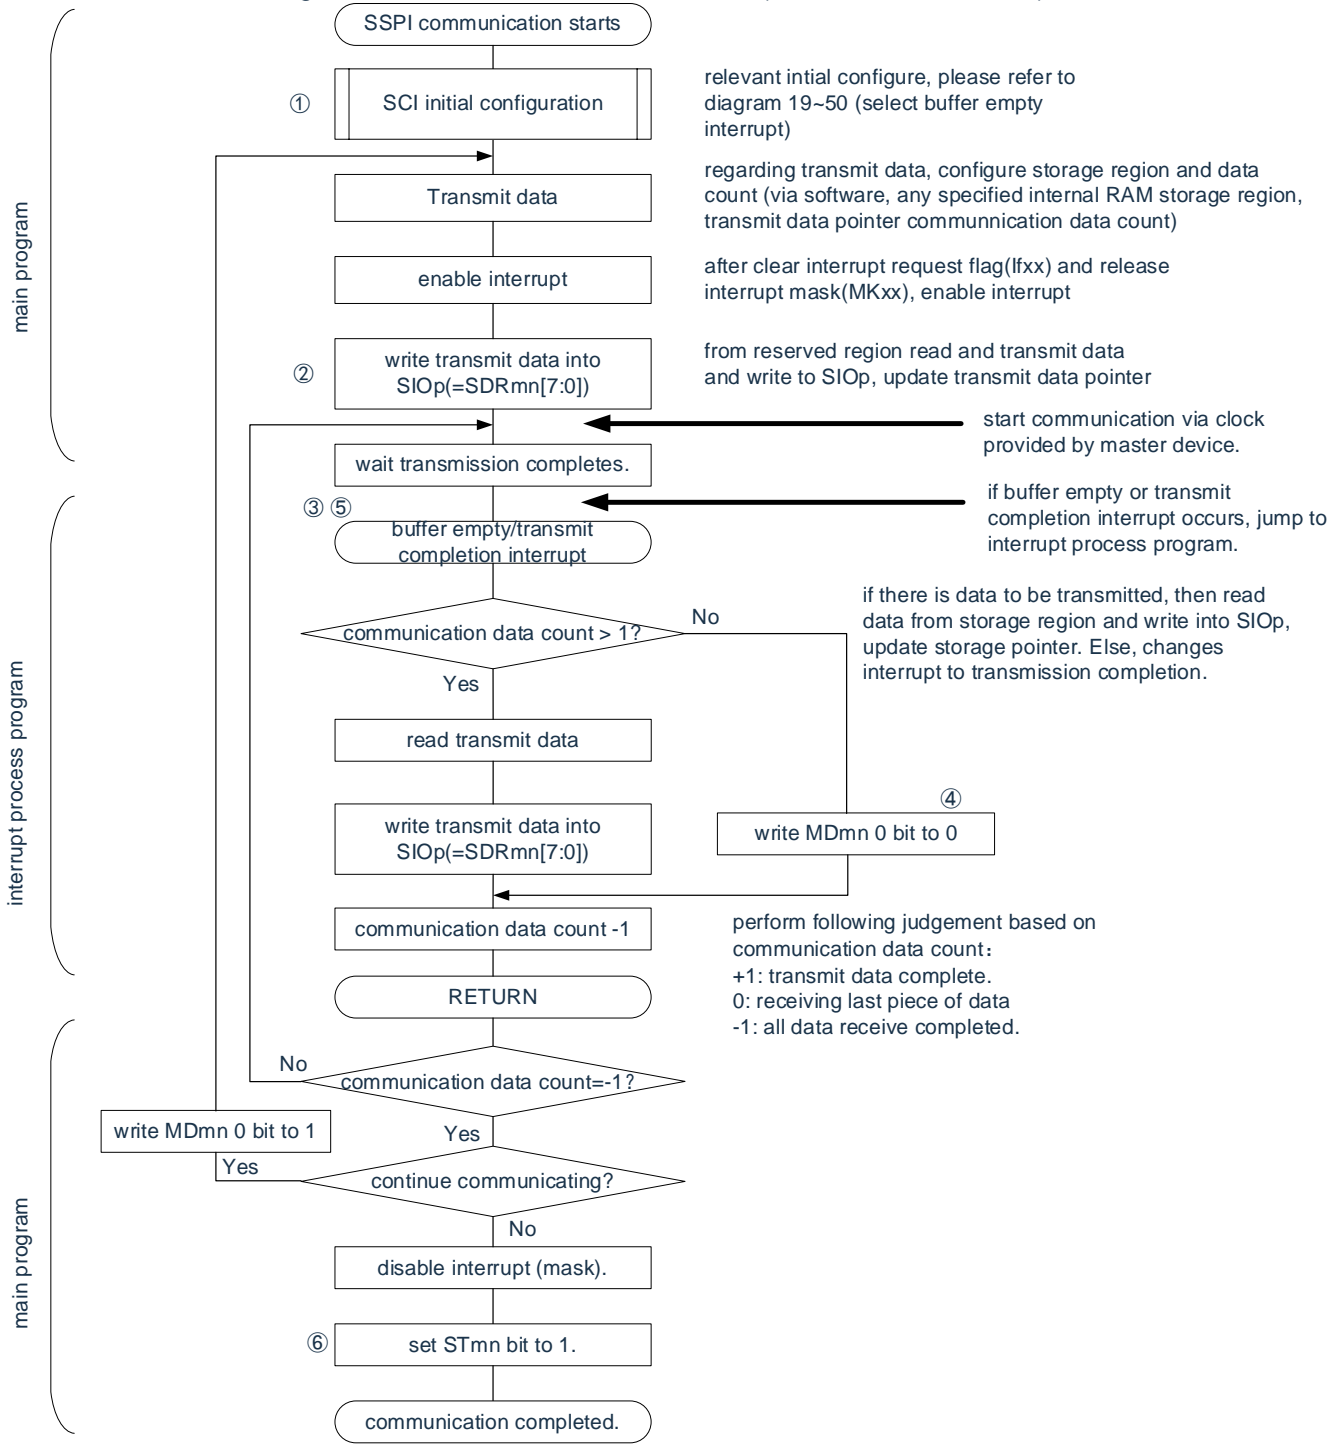 SSPI communication starts
①
SCI initial configuration
relevant intial configure, please refer to
diagram 19~50 (select buffer empty
interrupt)
Transmit data
regarding transmit data, configure storage region and data
count (via software, any specified internal RAM storage region,
transmit data pointer communnication data count)
main program
enable interrupt
after clear interrupt request flag(Ifxx) and release
interrupt mask(MKxx), enable interrupt
②
write transmit data into
SIOp(=SDRmn[7:0])
from reserved region read and transmit data
and write to SIOp, update transmit data pointer
start communication via clock
provided by master device.
wait transmission completes.
③ ⑤
if buffer empty or transmit
completion interrupt occurs, jump to
interrupt process program.
buffer empty/transmit
completion interrupt
communication data count > 1?
No
if there is data to be transmitted, then read
data from storage region and write into SIOp,
update storage pointer. Else, changes
interrupt to transmission completion.
Yes
interrupt process program
read transmit data
write transmit data into
SIOp(=SDRmn[7:0])
④
write MDmn 0 bit to 0
communication data count -1
perform following judgement based on
communication data count：
+1: transmit data complete.
0: receiving last piece of data
-1: all data receive completed.
RETURN
No
communication data count=-1?
write MDmn 0 bit to 1
Yes
Yes
continue communicating?
No
main program
disable interrupt (mask).
⑥
set STmn bit to 1.
communication completed.